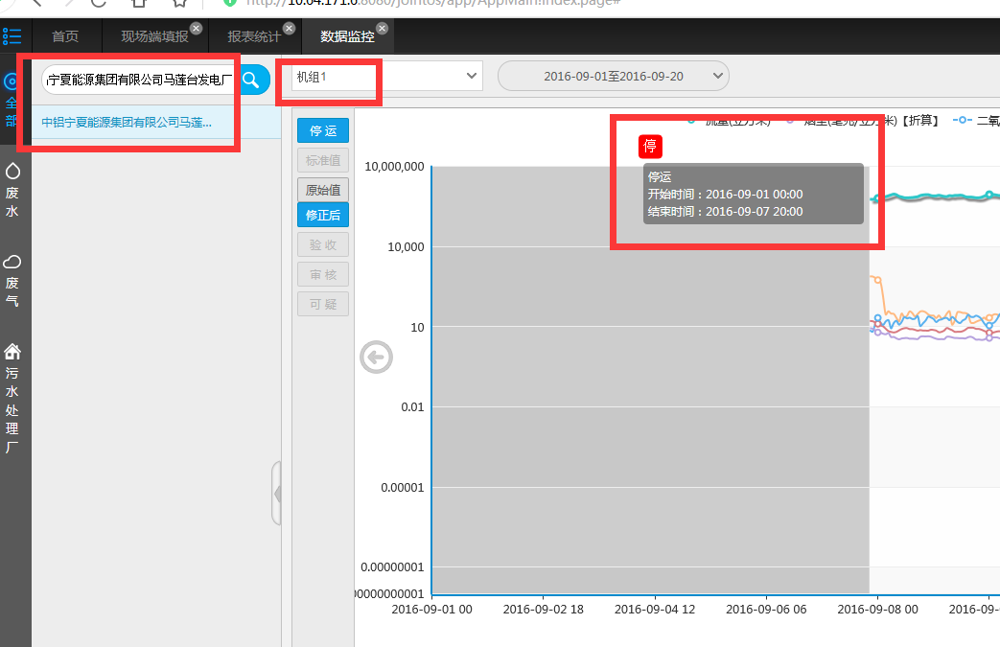 http://10.64.171.6:8080/jointos/app/AppMain!index.page#
首页
现场端填报
报表统计
数据监控
全部
宁夏能源集团有限公司马莲台发电厂
机组1
2016-09-01至2016-09-20
中铝宁夏能源集团有限公司马莲...
停 运
标准值
原始值
修正后
验 收
审 核
可 疑
废水
废气
污水处理厂
流量(立方米)
烟尘(毫克/立方米)【折算】
二氧
停
停运
开始时间：2016-09-01 00:00
结束时间：2016-09-07 20:00
10,000,000
10,000
10
0.01
0.00001
0.00000001
00000000001
2016-09-01 00
2016-09-02 18
2016-09-04 12
2016-09-06 06
2016-09-08 00
2016-09-